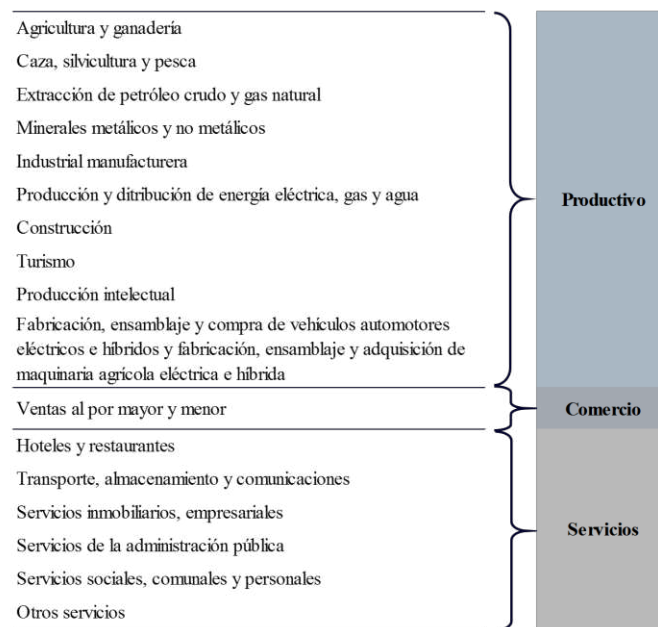 Agricultura y ganadería
Caza, silvicultura y pesca
Extracción de petróleo crudo y gas natural
Minerales metálicos y no metálicos
Industrial manufacturera
Producción y ditribución de energía eléctrica, gas y agua
Construcción
Turismo
Producción intelectual
Fabricación, ensamblaje y compra de vehículos automotores
eléctricos e híbridos y fabricación, ensamblaje y adquisición de
maquinaria agrícola eléctrica e híbrida
Productivo
Ventas al por mayor y menor
Comercio
Hoteles y restaurantes
Transporte, almacenamiento y comunicaciones
Servicios inmobiliarios, empresariales
Servicios de la administración pública
Servicios sociales, comunales y personales
Otros servicios
Servicios